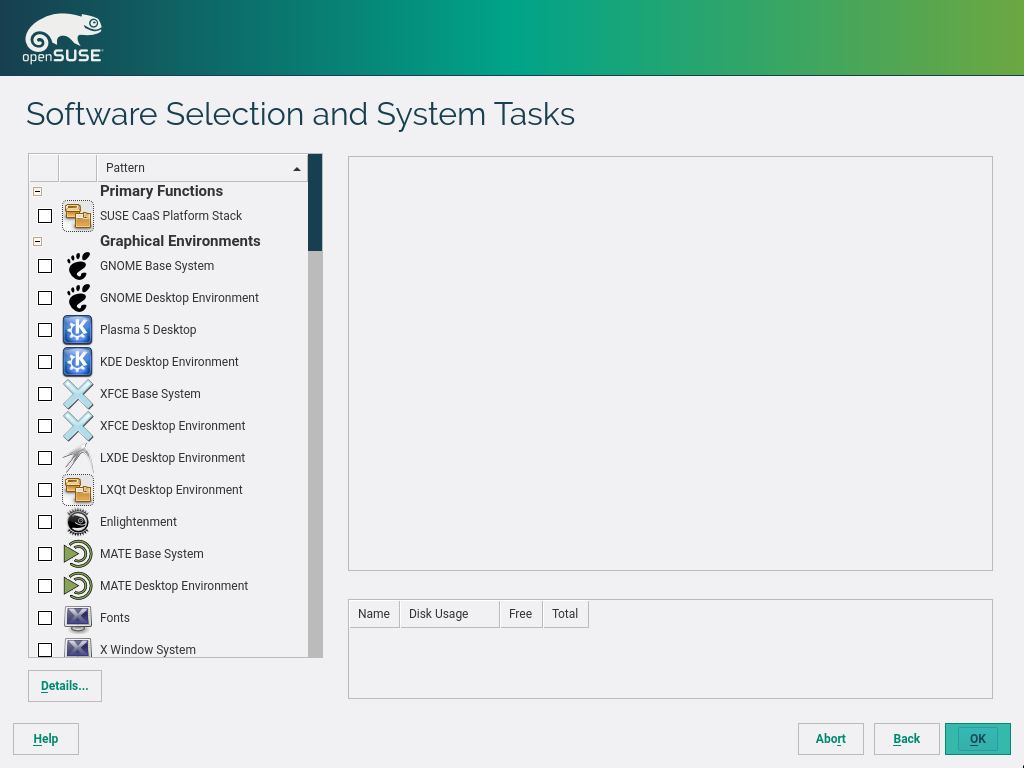 openSUSE
Software Selection and System Tasks
Pattern
Primary Functions
SUSE CaaS Platform Stack
Graphical Environments
GNOME Base System
GNOME Desktop Environment
Plasma 5 Desktop
KDE Desktop Environment
XFCE Base System
XFCE Desktop Environment
LXDE Desktop Environment
LXQt Desktop Environment
Enlightenment
MATE Base System
MATE Desktop Environment
Fonts
X Window System
Name Disk Usage Free Total
Details...
Help Abort Back OK